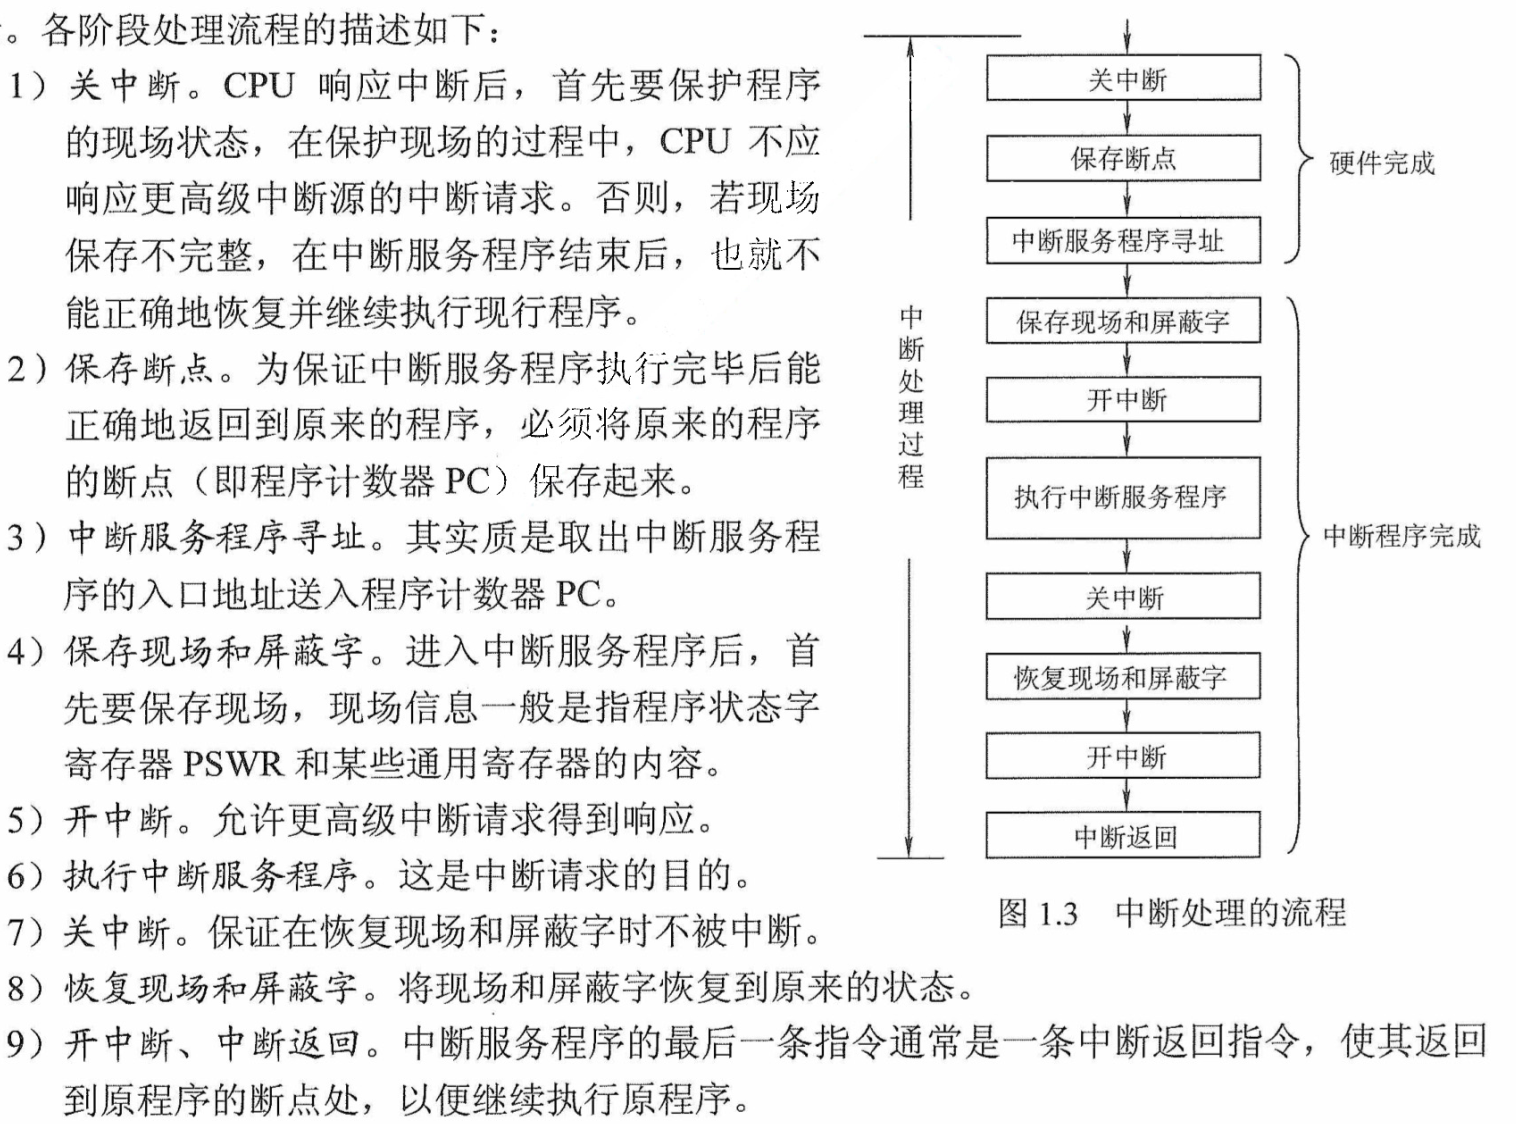 。各阶段处理流程的描述如下：
1）关中断。CPU 响应中断后，首先要保护程序
的现场状态，在保护现场的过程中，CPU 不应
响应更高级中断源的中断请求。否则，若现场
保存不完整，在中断服务程序结束后，也就不
能正确地恢复并继续执行现行程序。
2）保存断点。为保证中断服务程序执行完毕后能
正确地返回到原来的程序，必须将原来的程序
的断点（即程序计数器 PC）保存起来。
3）中断服务程序寻址。其实质是取出中断服务程
序的入口地址送入程序计数器 PC。
4）保存现场和屏蔽字。进入中断服务程序后，首
先要保存现场，现场信息一般是指程序状态字
寄存器 PSWR 和某些通用寄存器的内容。
5）开中断。允许更高级中断请求得到响应。
6）执行中断服务程序。这是中断请求的目的。
7）关中断。保证在恢复现场和屏蔽字时不被中断。
8）恢复现场和屏蔽字。将现场和屏蔽字恢复到原来的状态。
9）开中断、中断返回。中断服务程序的最后一条指令通常是一条中断返回指令，使其返回
到原程序的断点处，以便继续执行原程序。
中断处理过程
关中断
保存断点
中断服务程序寻址
硬件完成
保存现场和屏蔽字
开中断
执行中断服务程序
关中断
恢复现场和屏蔽字
开中断
中断返回
中断程序完成
图 1.3 中断处理的流程